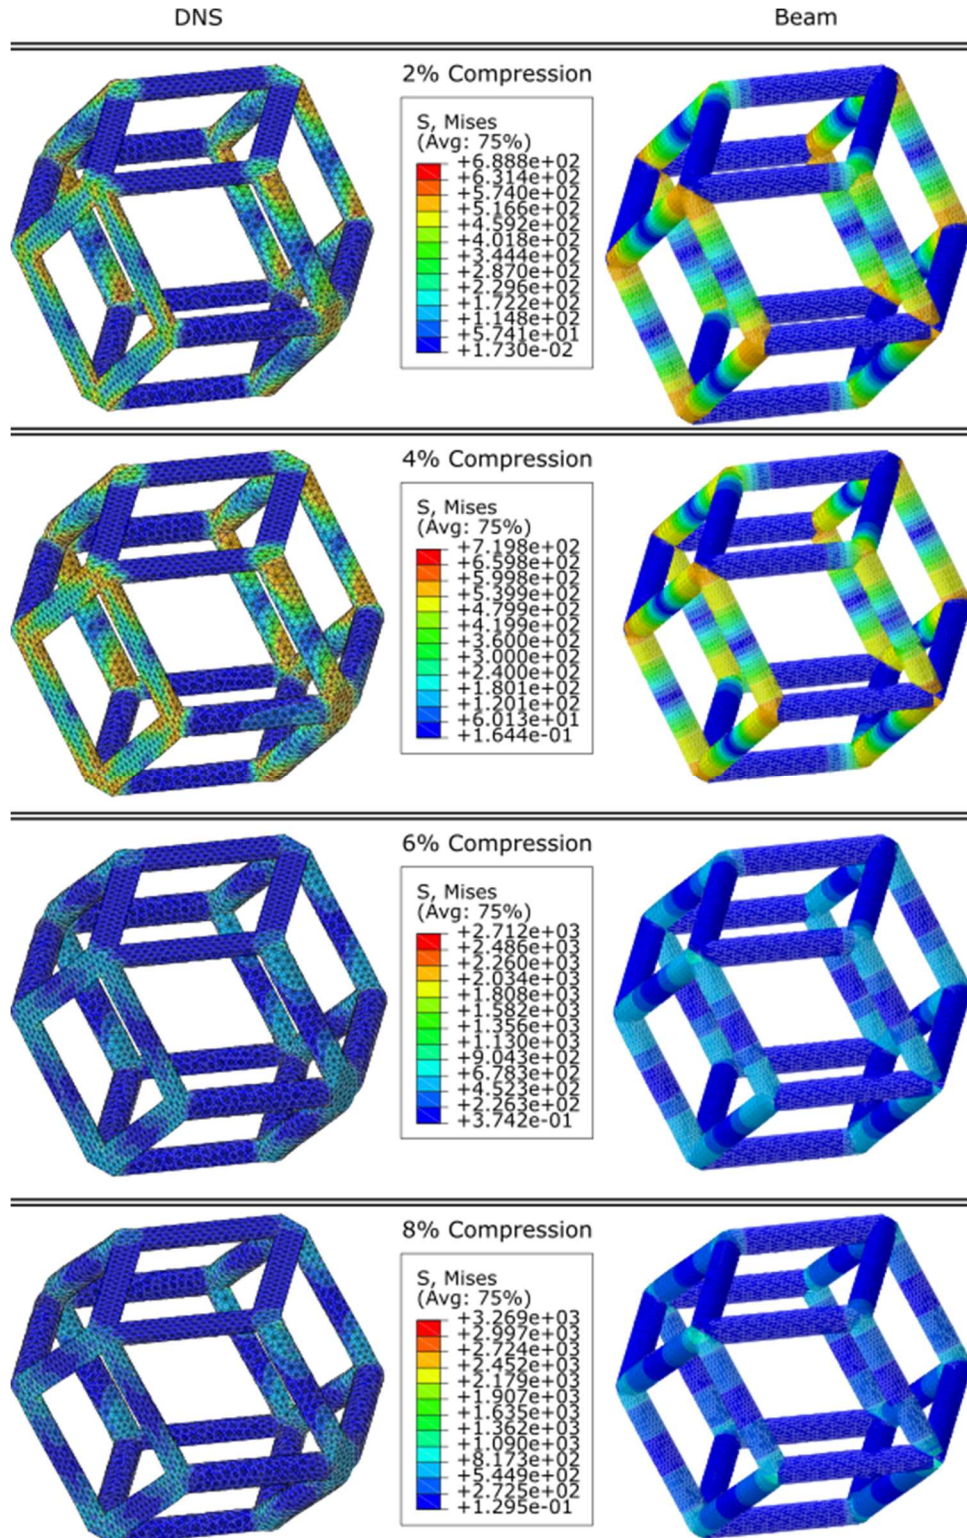 DNS
Beam
2% Compression
S, Mises
(Avg: 75%)
+6.888e+02
+6.314e+02
+5.740e+02
+5.166e+02
+4.592e+02
+4.018e+02
+3.444e+02
+2.870e+02
+2.296e+02
+1.722e+02
+1.148e+02
+5.741e+01
+1.730e-02
4% Compression
S, Mises
(Avg: 75%)
+7.198e+02
+6.598e+02
+5.998e+02
+5.399e+02
+4.799e+02
+4.199e+02
+3.600e+02
+3.000e+02
+2.400e+02
+1.801e+02
+1.201e+02
+6.013e+01
+1.644e-01
6% Compression
S, Mises
(Avg: 75%)
+2.712e+03
+2.486e+03
+2.260e+03
+2.034e+03
+1.808e+03
+1.582e+03
+1.356e+03
+1.130e+03
+9.043e+02
+6.783e+02
+4.523e+02
+2.263e+02
+3.742e-01
8% Compression
S, Mises
(Avg: 75%)
+3.269e+03
+2.997e+03
+2.724e+03
+2.452e+03
+2.179e+03
+1.907e+03
+1.635e+03
+1.362e+03
+1.090e+03
+8.173e+02
+5.449e+02
+2.725e+02
+1.295e-01